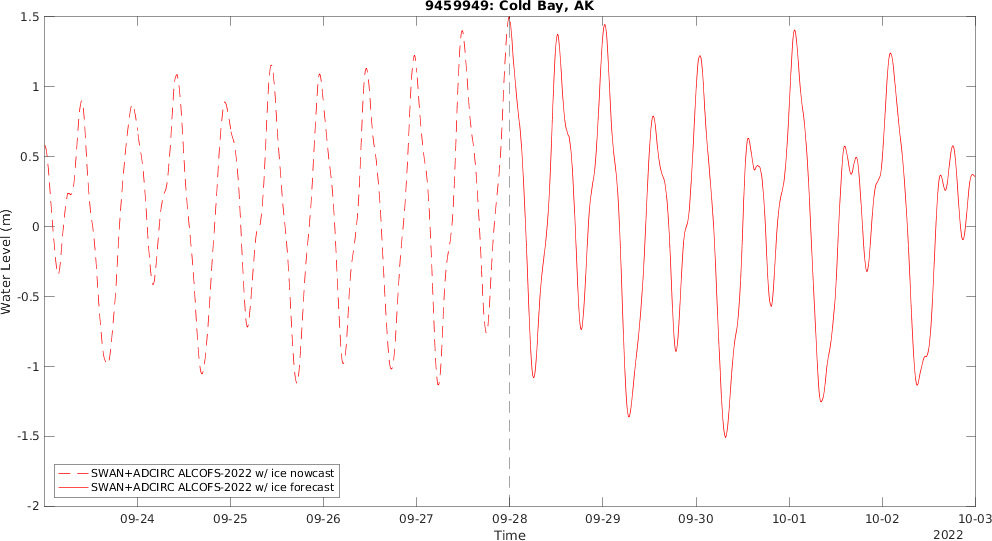 9459949: Cold Bay, AK
1.5
1
0.5
0
-0.5
-1
-1.5
-2
Water Level (m)
SWAN+ADCIRC ALCOFS-2022 w/ ice nowcast
SWAN+ADCIRC ALCOFS-2022 w/ ice forecast
09-24 09-25 09-26 09-27 09-28 09-29 09-30 10-01 10-02 10-03
Time
2022